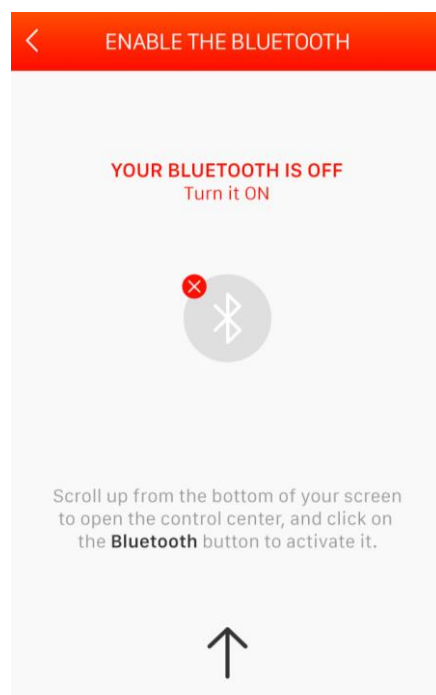 ENABLE THE BLUETOOTH
YOUR BLUETOOTH IS OFF
Turn it ON
Scroll up from the bottom of your screen
to open the control center, and click on
the Bluetooth button to activate it.